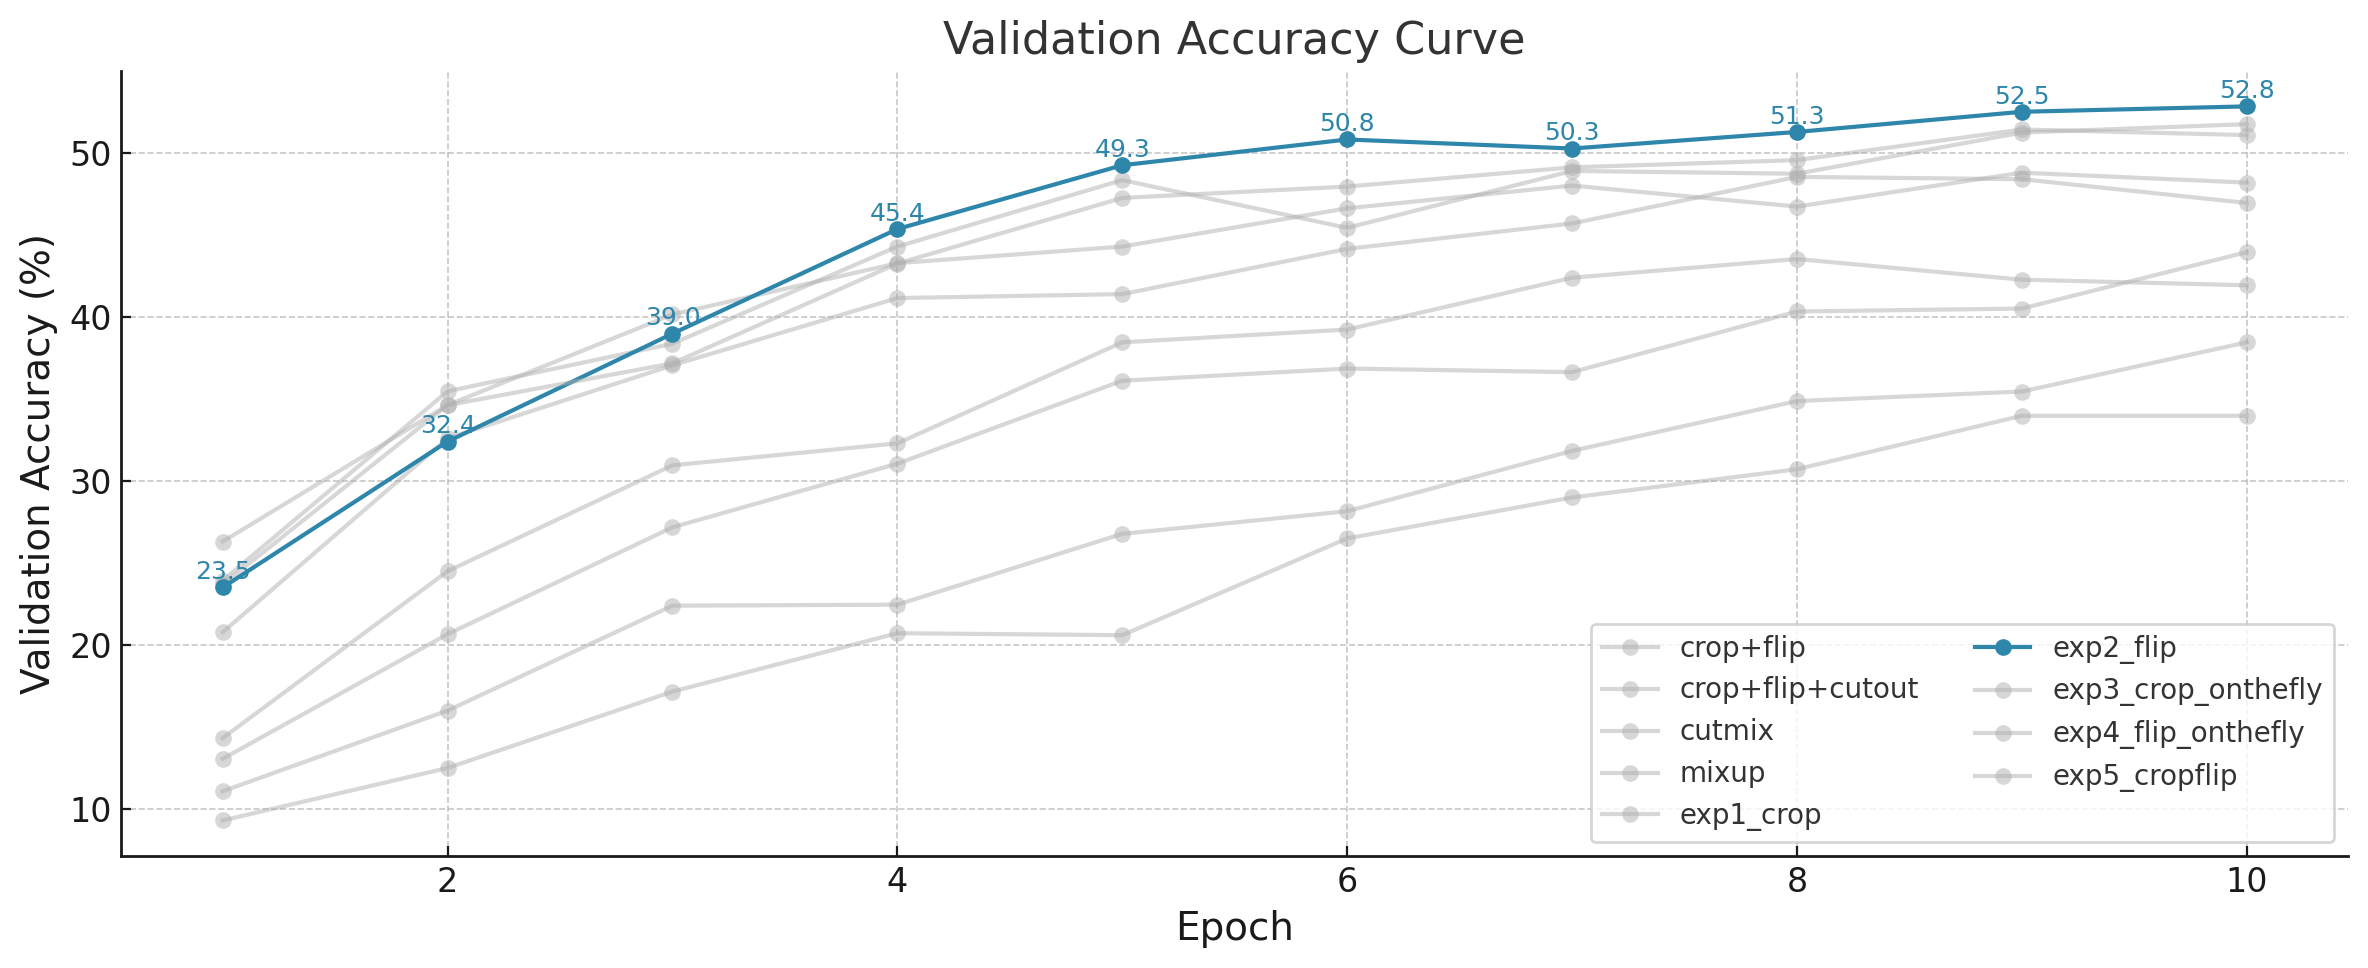 Validation Accuracy Curve
Validation Accuracy (%)
50
40
30
20
10
23.5
32.4
39.0
45.4
49.3
50.8
50.3
51.3
52.5
52.8
crop+flip
crop+flip+cutout
cutmix
mixup
exp1_crop
exp2_flip
exp3_crop_onthefly
exp4_flip_onthefly
exp5_cropflip
2
4
6
8
10
Epoch